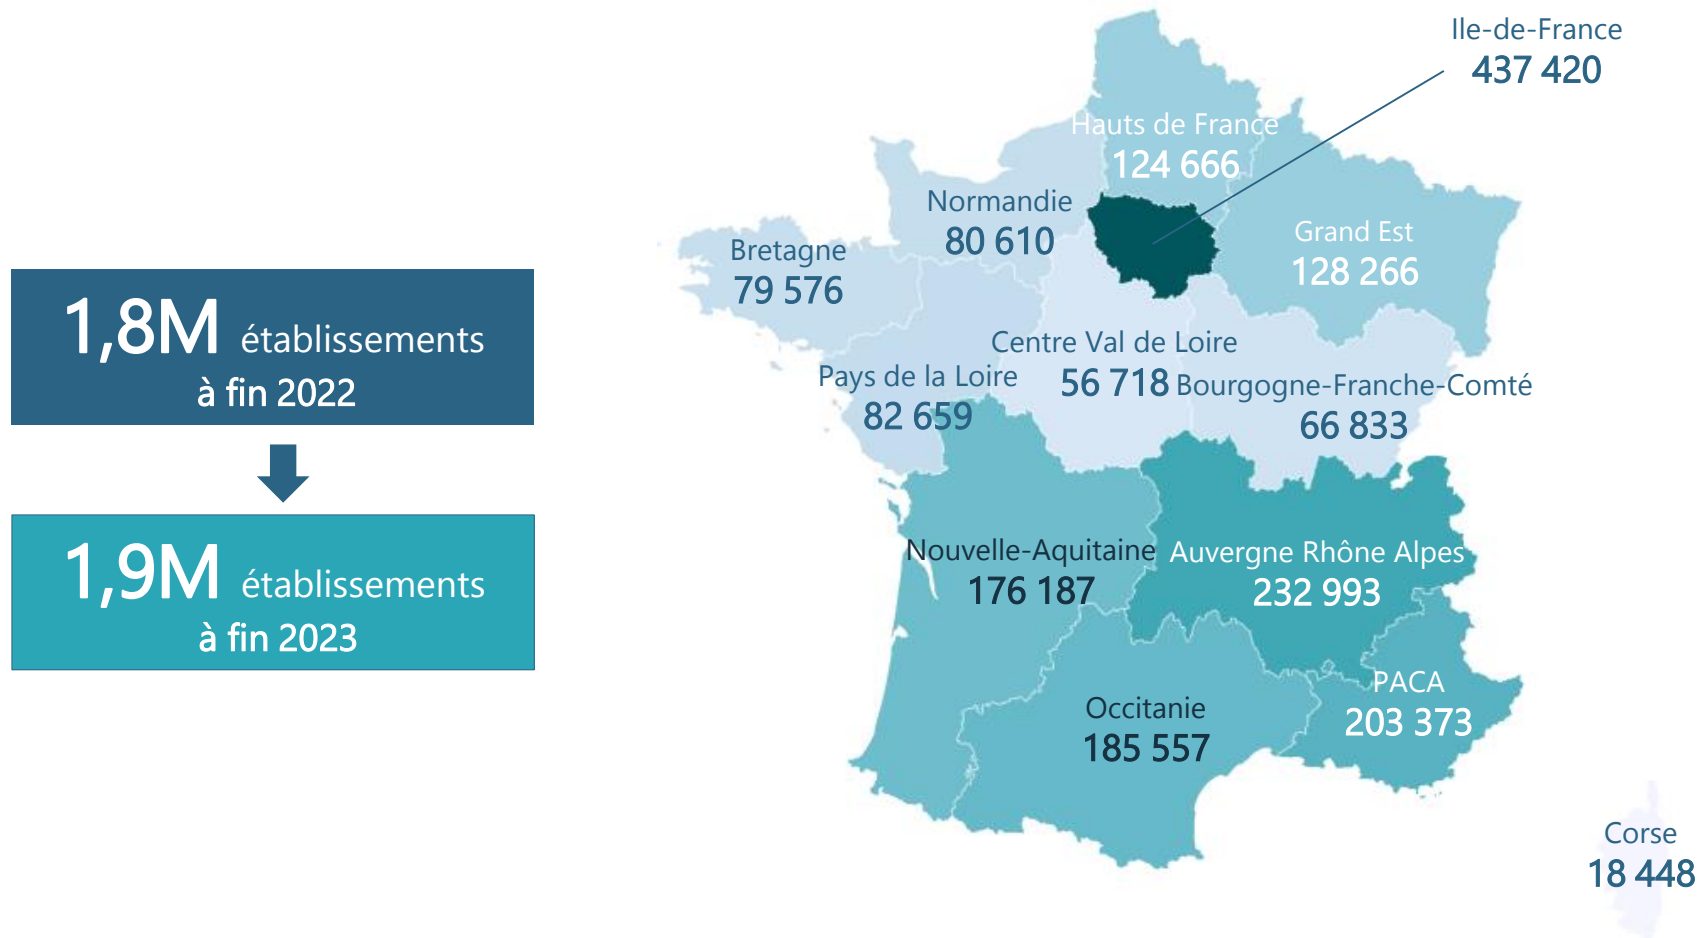 1,8M établissements
à fin 2022
1,9M établissements
à fin 2023
Ile-de-France
437 420
Hauts de France
124 666
Normandie
80 610
Grand Est
128 266
Bretagne
79 576
Centre Val de Loire
56 718
Pays de la Loire
82 659
Bourgogne-Franche-Comté
66 833
Nouvelle-Aquitaine
176 187
Auvergne Rhône Alpes
232 993
PACA
203 373
Occitanie
185 557
Corse
18 448